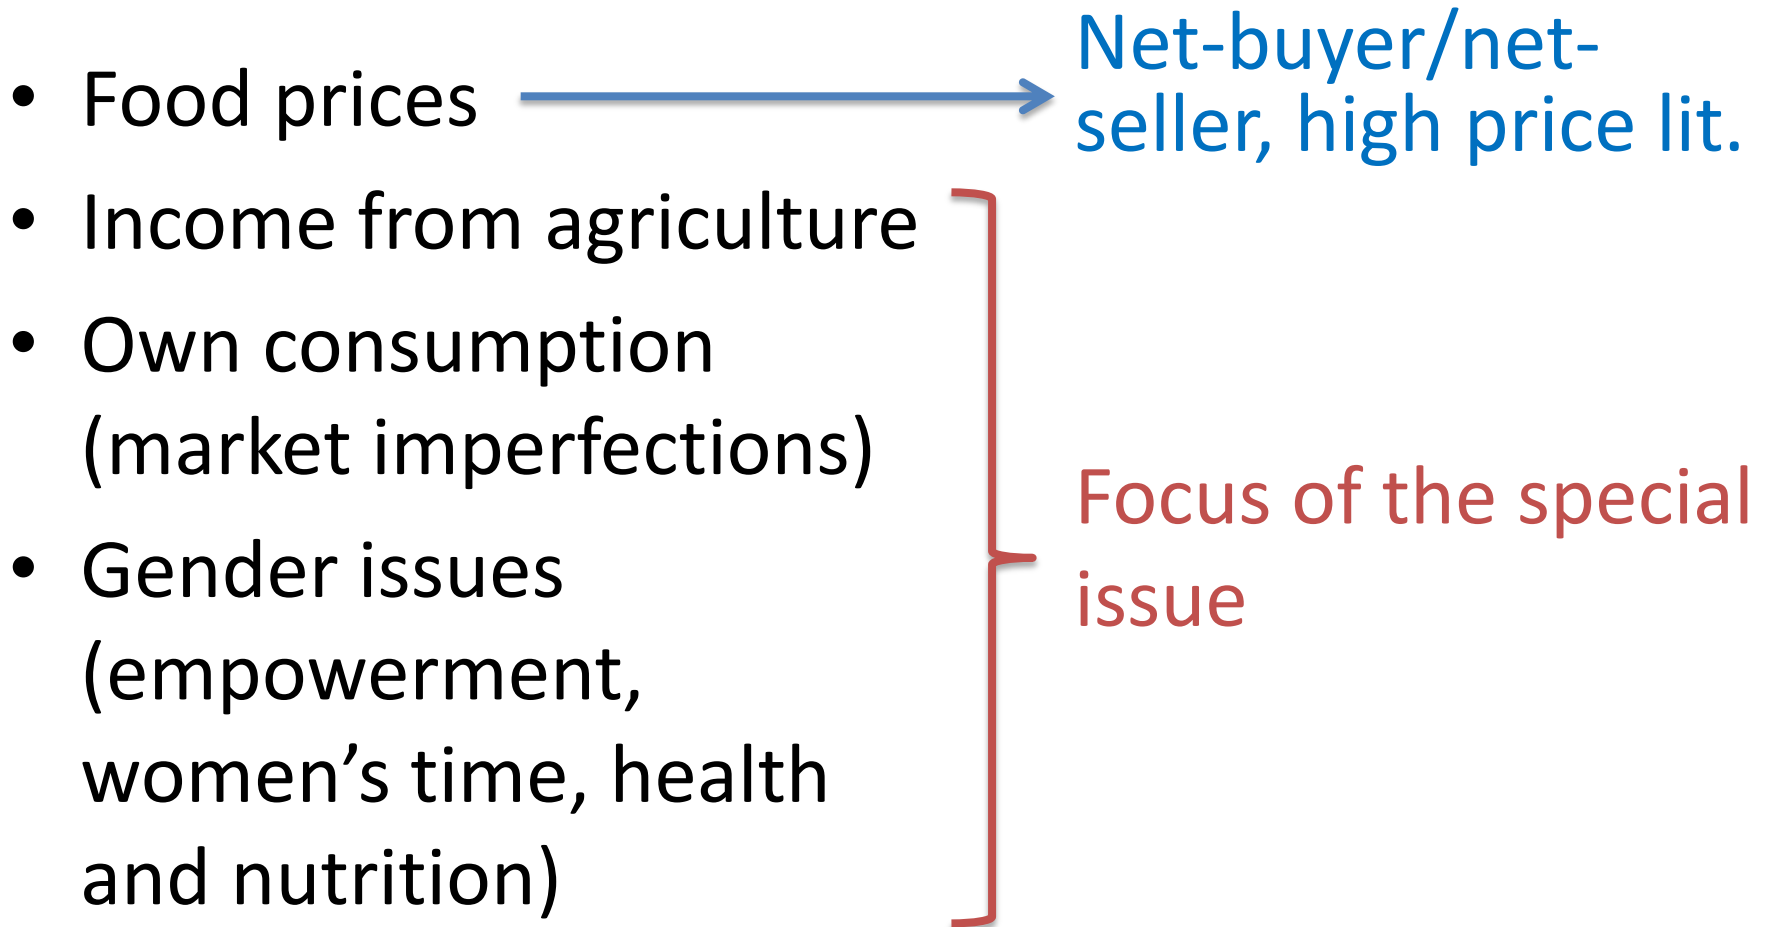 • Food prices
Net-buyer/net-
seller, high price lit.
• Income from agriculture
• Own consumption
(market imperfections)
• Gender issues
(empowerment,
women’s time, health
and nutrition)
Focus of the special
issue